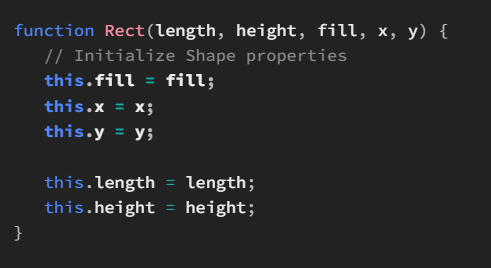 function Rect(length, height, fill, x, y) {
// Initialize Shape properties
this.fill = fill;
this.x = x;
this.y = y;
this.length = length;
this.height = height;
}